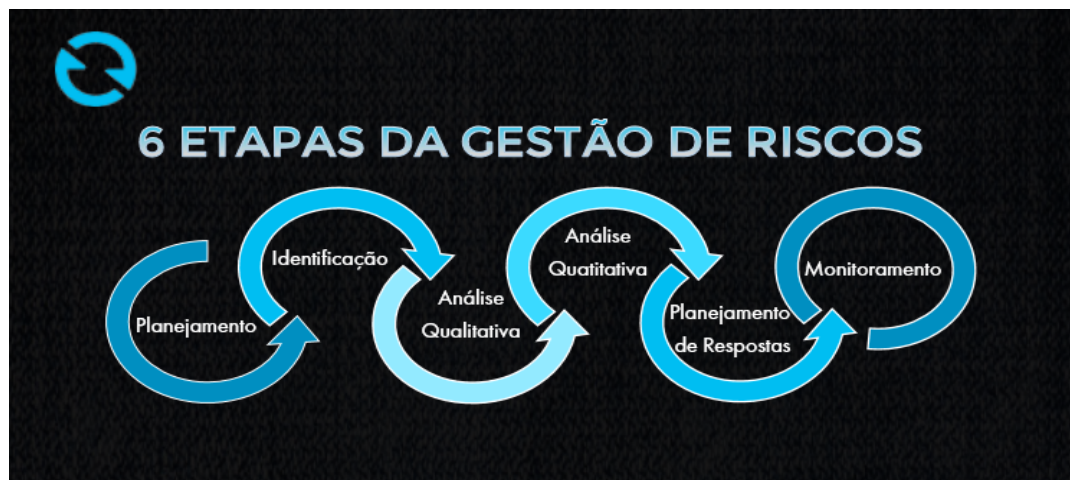 6 ETAPAS DA GESTÃO DE RISCOS
Planejamento
Identificação
Análise
Qualitativa
Análise
Quatitativa
Planejamento
de Respostas
Monitoramento